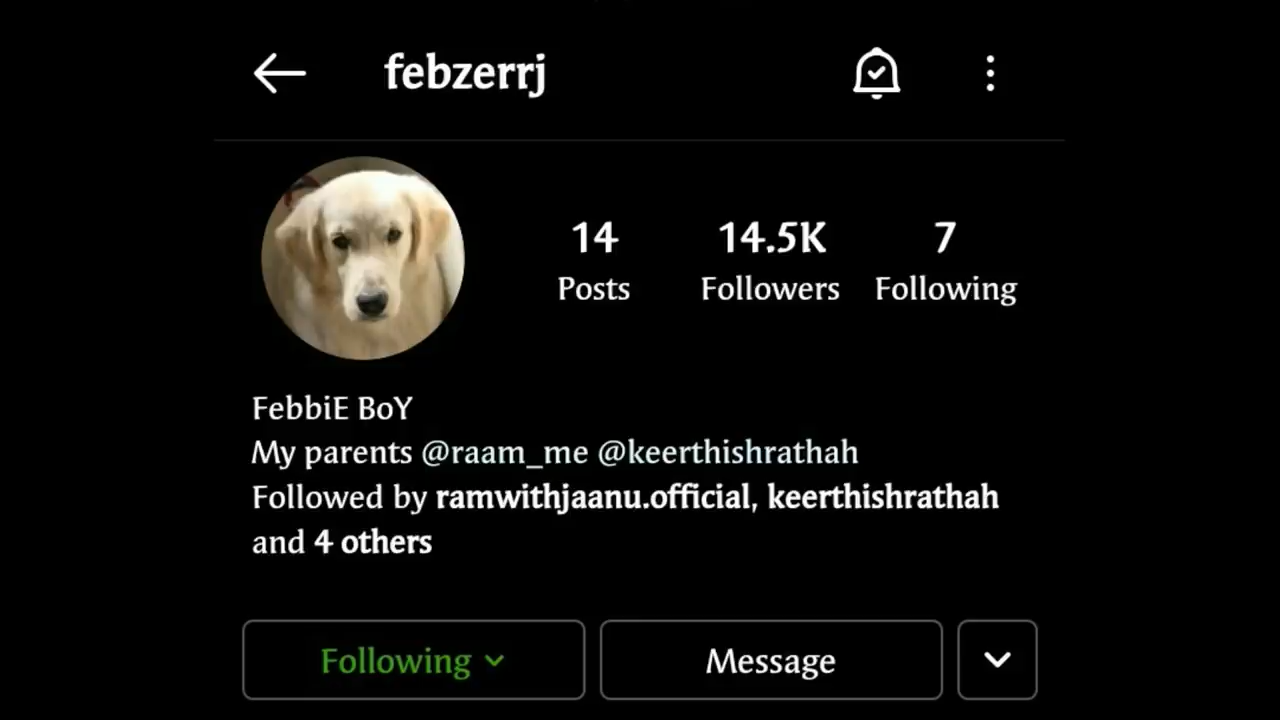 febzerrj
14 14.5K 7
Posts Followers Following
FebbiE BoY
My parents @raam_me @keerthishrathah
Followed by ramwithjaanu.official, keerthishrathah
and 4 others
Following Message